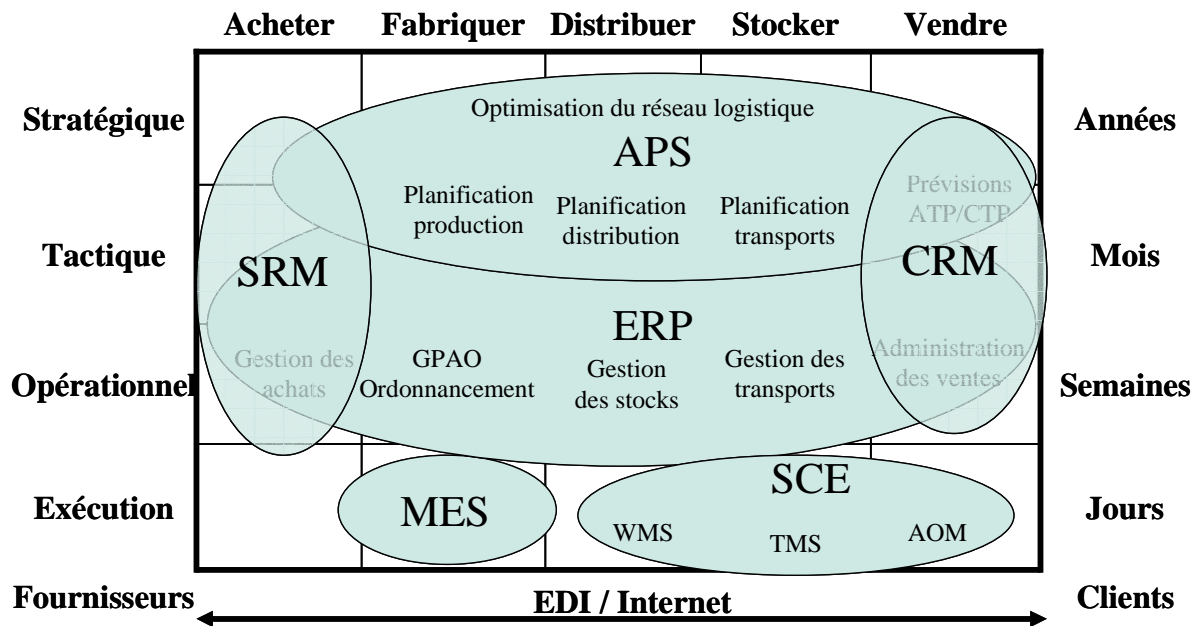 Acheter Fabriquer Distribuer Stocker Vendre
Stratégique
Optimisation du réseau logistique
Années
APS
Planification
production
Planification
distribution
Planification
transports
Prévisions
ATP/CTP
Tactique
SRM
CRM
Mois
ERP
Opérationnel
Gestion des
achats
GPAO
Ordonnancement
Gestion
des stocks
Gestion des
transports
Administration
des ventes
Semaines
Exécution
MES
SCE
WMS
TMS
AOM
Jours
Fournisseurs
EDI / Internet
Clients